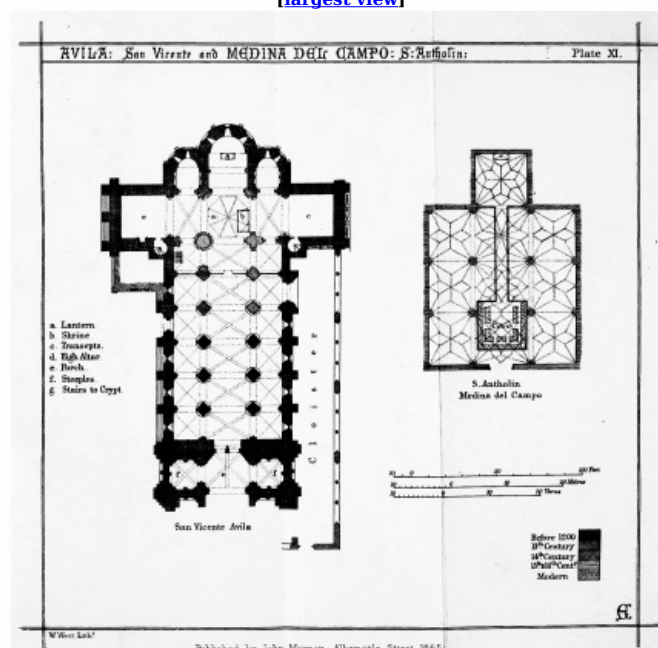 [largest view]
AVILA: San Vicente and MEDINA DEL CAMPO: S: Antholin:
Plate XI.
a. Lantern.
b. Shrine
c. Transepts.
d. High Altar
e. Porch.
f. Steeples.
g. Stairs to Crypt.
Cloister
San Vicente Avila
S. Antholin
Medina del Campo
Before 1200
13th Century
14th Century
Modern
W West Lith.
Published by John Murray, Albemarle Street 1865.